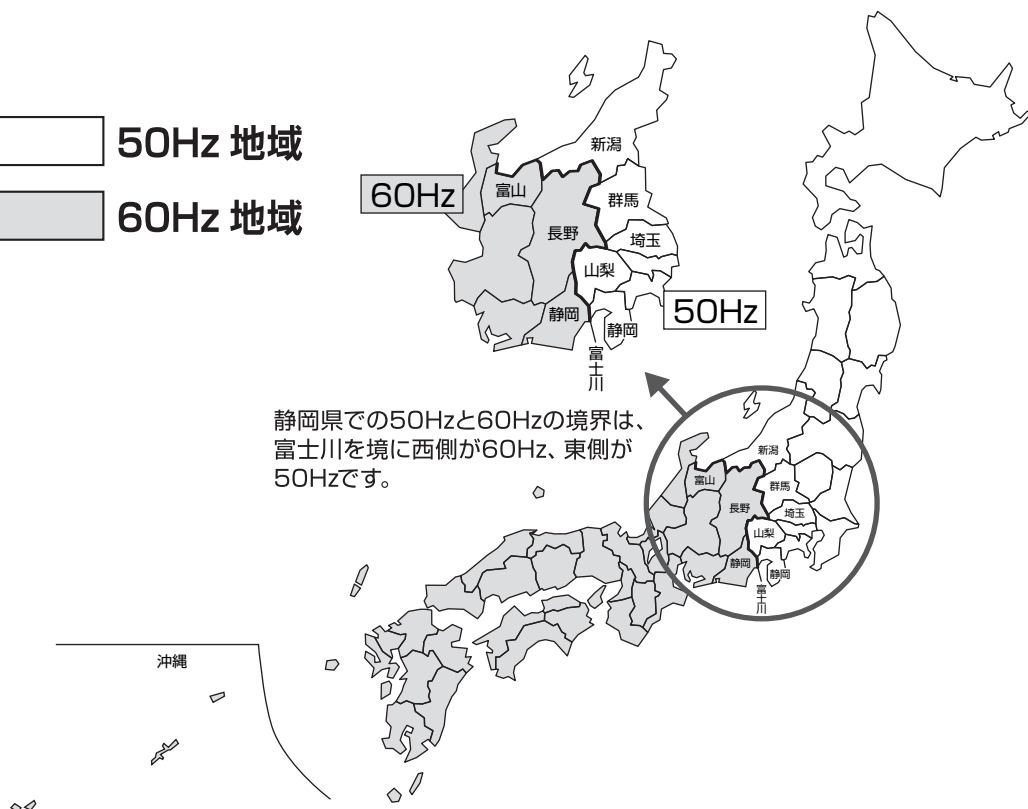 50Hz 地域
60Hz 地域
新潟
60Hz
富山
群馬
長野
埼玉
山梨
50Hz
静岡
静岡
富士川
静岡県での50Hzと60Hzの境界は、
富士川を境に西側が60Hz、東側が
50Hzです。
新潟
富山
群馬
長野
埼玉
山梨
静岡
静岡
富士川
沖縄